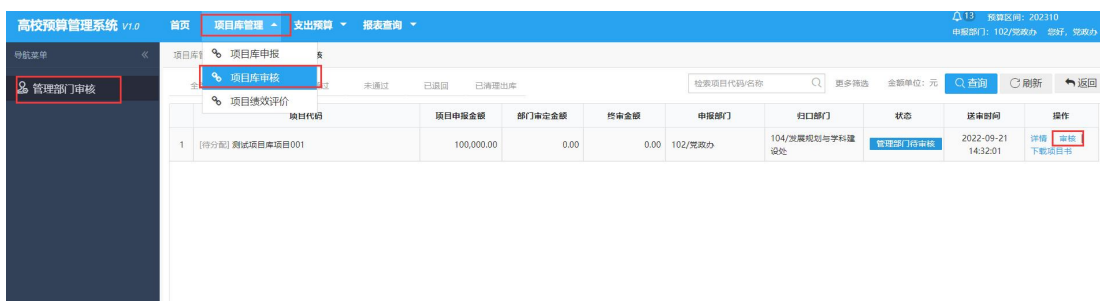 高校预算管理系统 V1.0
首页
项目库管理
支出预算
报表查询
13
预算区间: 202310
申报部门: 102/党政办 您好, 党政办
导航菜单
项目库
项目库申报
管理部门审核
项目库审核
项目绩效评价
未通过
已退回
已清理出库
检索项目代码/名称
更多筛选
金额单位: 元
查询
刷新
返回
项目代码
项目申报金额
部门审定金额
终审金额
申报部门
归口部门
状态
送审时间
操作
1
[待分配] 测试项目库项目001
100,000.00
0.00
0.00
102/党政办
104/发展规划与学科建
设处
管理部门待审核
2022-09-21
14:32:01
详情
审核
下载项目书